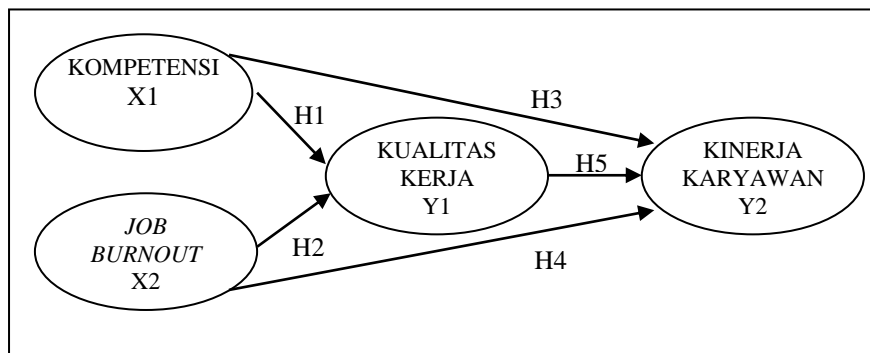 KOMPETENSI
X1
H3
H1
KUALITAS
KERJA
Y1
H5
KINERJA
KARYAWAN
Y2
JOB
BURNOUT
X2
H2
H4